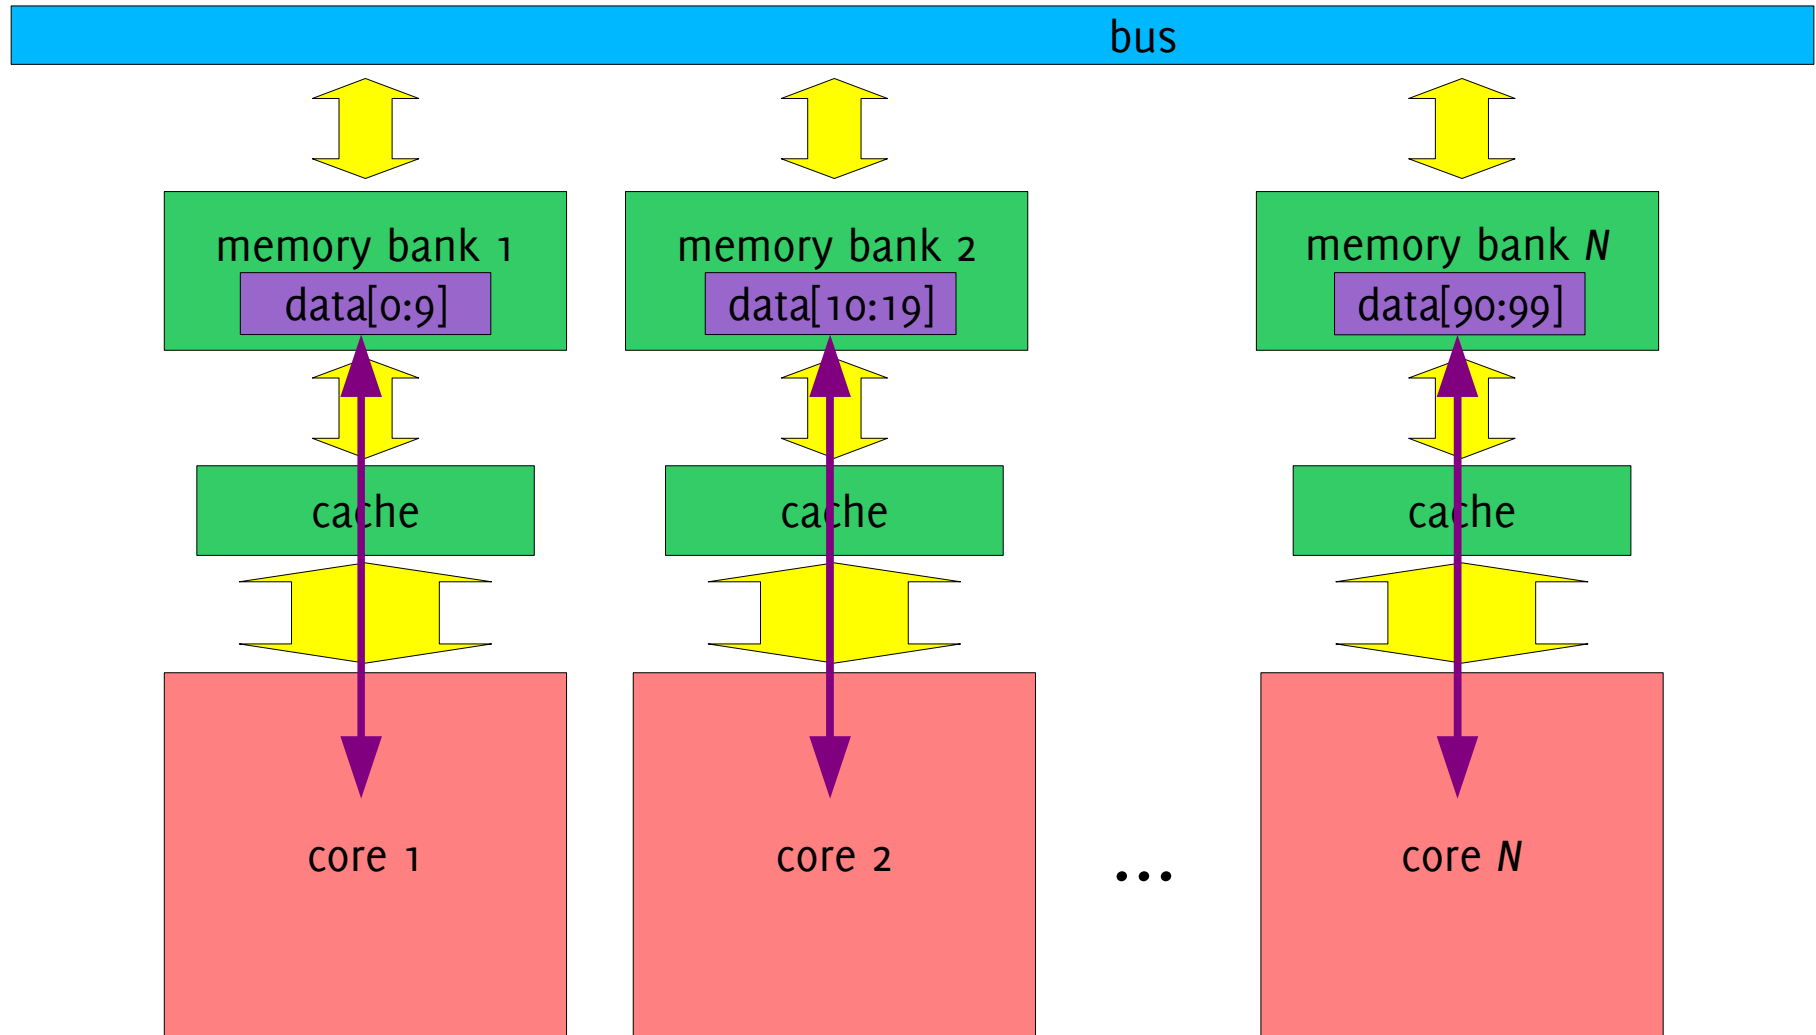 bus
memory bank 1
memory bank 2
memory bank N
data[0:9]
data[10:19]
data[90:99]
cache
cache
cache
core 1
core 2
...
core N